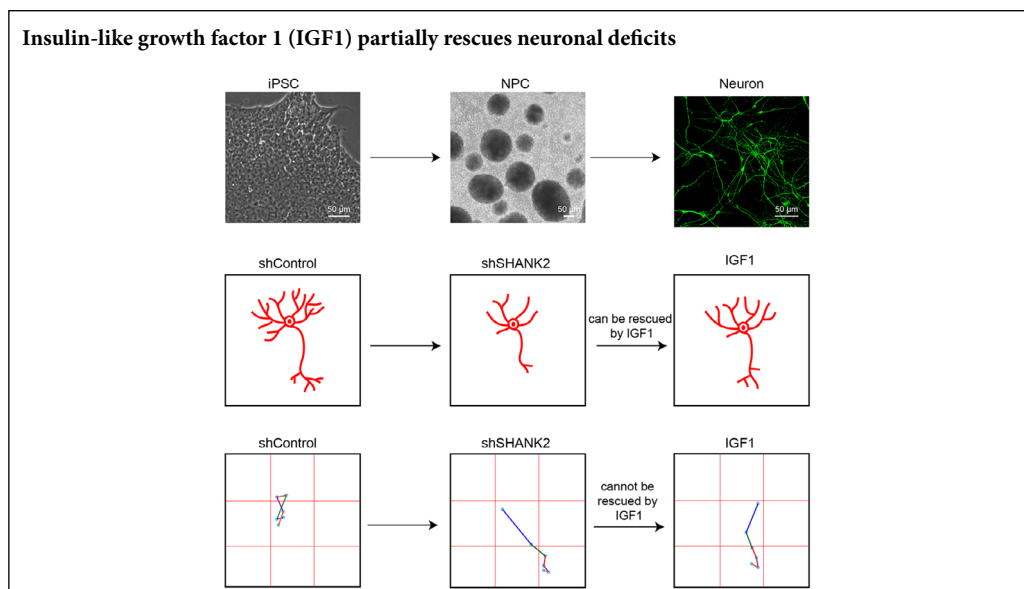 Insulin-like growth factor 1 (IGF1) partially rescues neuronal deficits
iPSC
NPC
Neuron
50 µm
50 µm
50 µm
shControl
shSHANK2
IGF1
can be rescued
by IGF1
shControl
shSHANK2
IGF1
cannot be
rescued by
IGF1